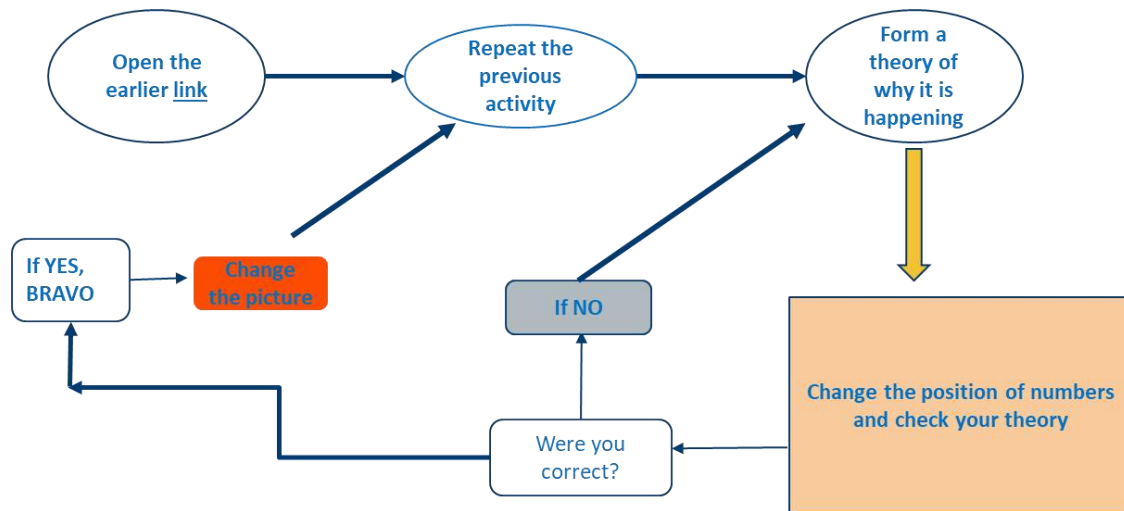 Open the
earlier link
Repeat the
previous
activity
Form a
theory of
why it is
happening
If YES,
BRAVO
Change
the picture
If NO
Change the position of numbers
and check your theory
Were you
correct?